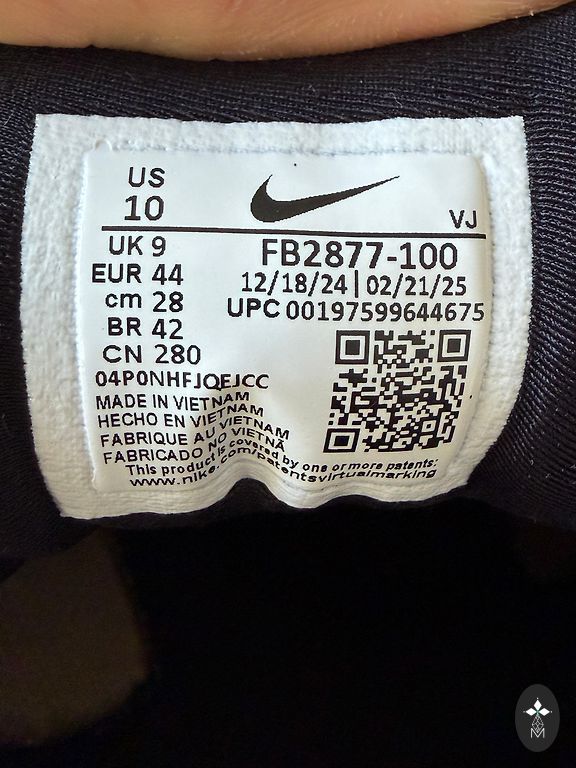 US
10
VJ
UK 9
EUR 44
cm 28
BR 42
CN 280
FB2877-100
12/18/24 | 02/21/25
UPC 00197599644675
04P0NHFJQEJCC
MADE IN VIETNAM
HECHO EN VIETNAM
FABRIQUE AU VIETNAM
FABRICADO NO VIETNÃ
This product is covered by one or more patents:
www.nike.com/patentsvirtualmarking
M